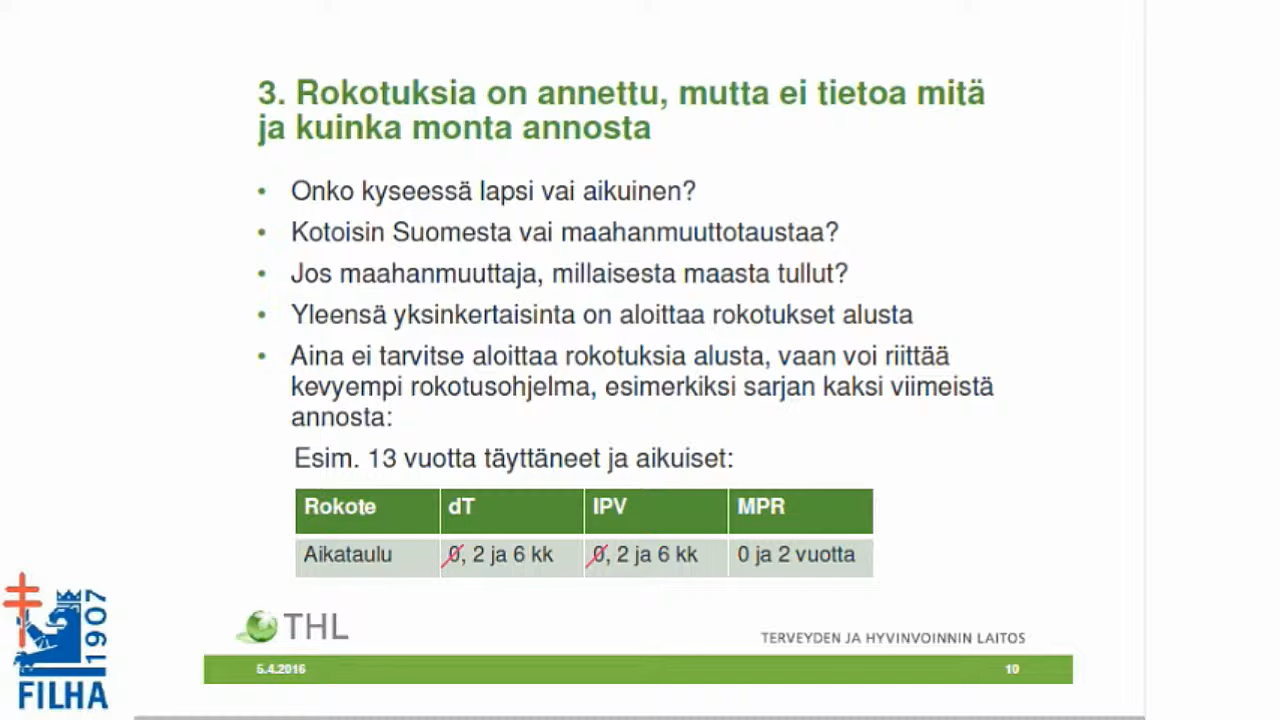 3. Rokotuksia on annettu, mutta ei tietoa mitä
ja kuinka monta annosta
• Onko kyseessä lapsi vai aikuinen?
• Kotoisin Suomesta vai maahanmuuttotaustaa?
• Jos maahanmuuttaja, millaisesta maasta tullut?
• Yleensä yksinkertaisinta on aloittaa rokotukset alusta
• Aina ei tarvitse aloittaa rokotuksia alusta, vaan voi riittää
kevyempi rokotusohjelma, esimerkiksi sarjan kaksi viimeistä
annosta:
Esim. 13 vuotta täyttäneet ja aikuiset:
Rokote dT IPV MPR
Aikataulu 0, 2 ja 6 kk 0, 2 ja 6 kk 0 ja 2 vuotta
THL
TERVEYDEN JA HYVINVOINNIN LAITOS
5.4.2016 10
1907
FILHA